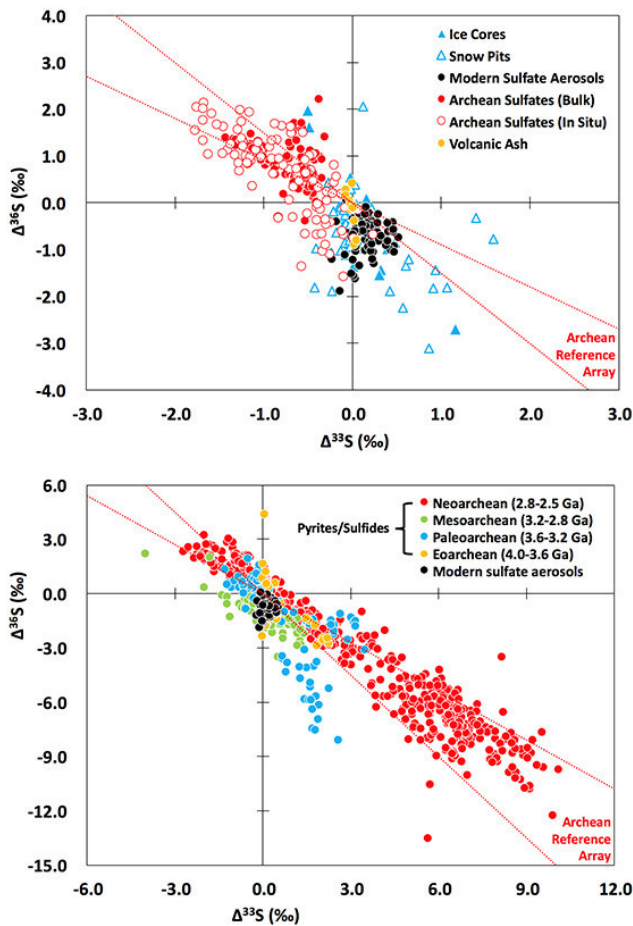 4.0
3.0
2.0
1.0
0.0
-1.0
-2.0
-3.0
-4.0
Δ³⁶S (‰)
Ice Cores
Snow Pits
Modern Sulfate Aerosols
Archean Sulfates (Bulk)
Archean Sulfates (In Situ)
Volcanic Ash
Archean
Reference
Array
-3.0 -2.0 -1.0 0.0 1.0 2.0 3.0
Δ³³S (‰)
6.0
3.0
0.0
-3.0
-6.0
-9.0
-12.0
-15.0
Δ³⁶S (‰)
Pyrites/Sulfides
Neoarchean (2.8-2.5 Ga)
Mesoarchean (3.2-2.8 Ga)
Paleoarchean (3.6-3.2 Ga)
Eoarchean (4.0-3.6 Ga)
Modern sulfate aerosols
Archean
Reference
Array
-6.0 -3.0 0.0 3.0 6.0 9.0 12.0
Δ³³S (‰)